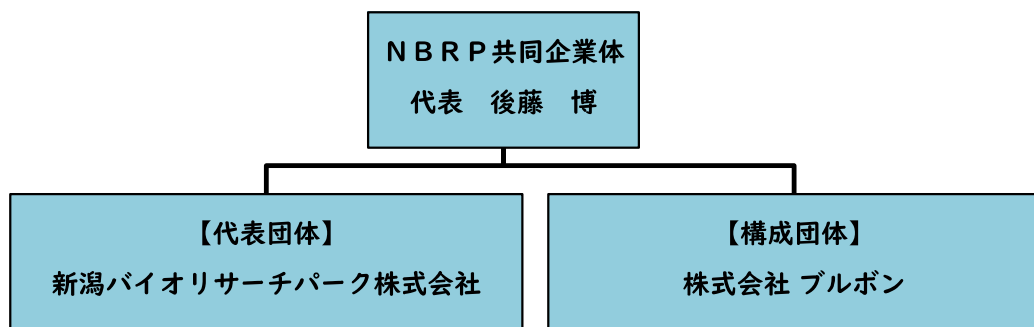 ＮＢＲＰ共同企業体
代表　後藤　博
【代表団体】
新潟バイオリサーチパーク株式会社
【構成団体】
株式会社 ブルボン